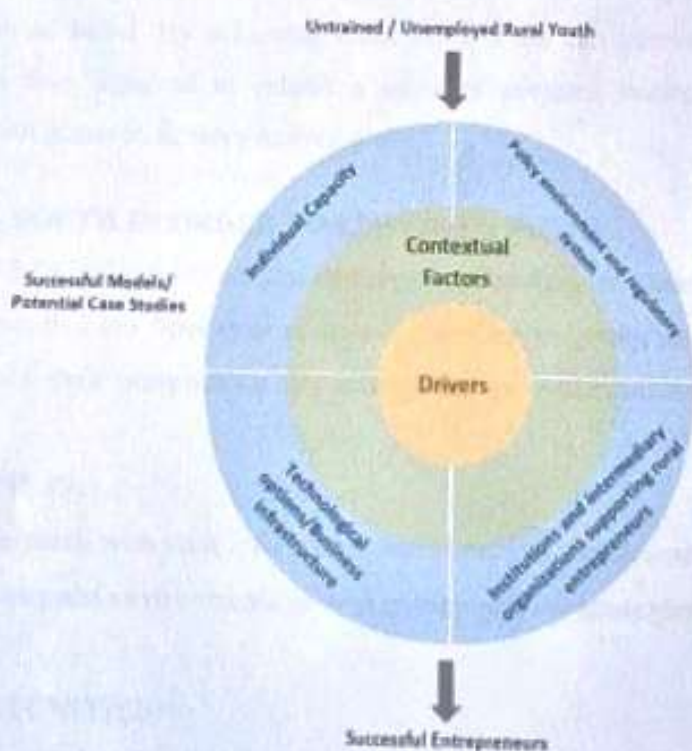 Untrained / Unemployed Rural Youth
Individual Capacity
Policy environment and regulatory
system
Contextual
Factors
Successful Models/
Potential Case Studies
Drivers
Technological
options/Business
infrastructure
Institutions and intermediary
organizations supporting rural
entrepreneurs
Successful Entrepreneurs